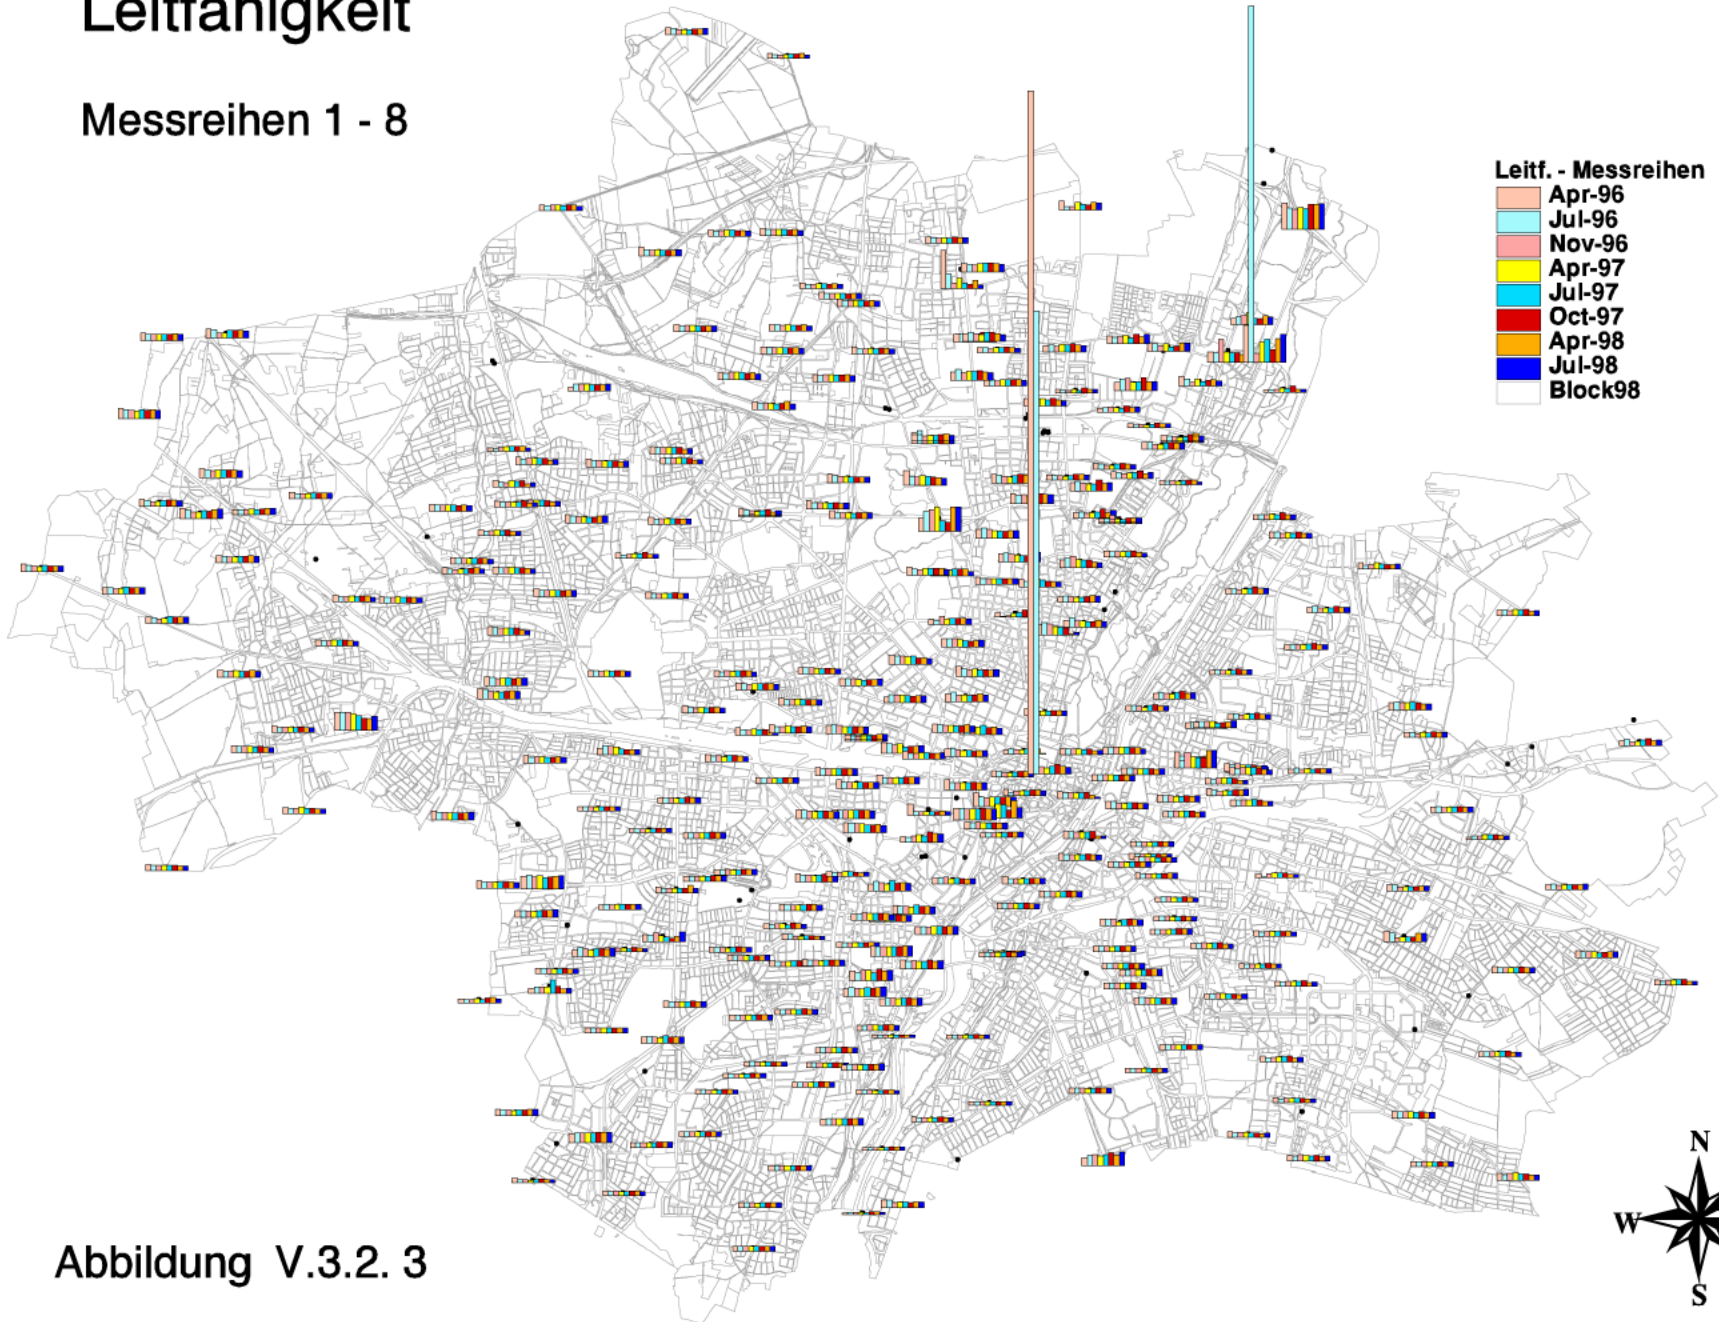 Leitfähigkeit
Messreihen 1 - 8
Leitf. - Messreihen
Apr-96
Jul-96
Nov-96
Apr-97
Jul-97
Oct-97
Apr-98
Jul-98
Block98
N
W
S
Abbildung V.3.2. 3